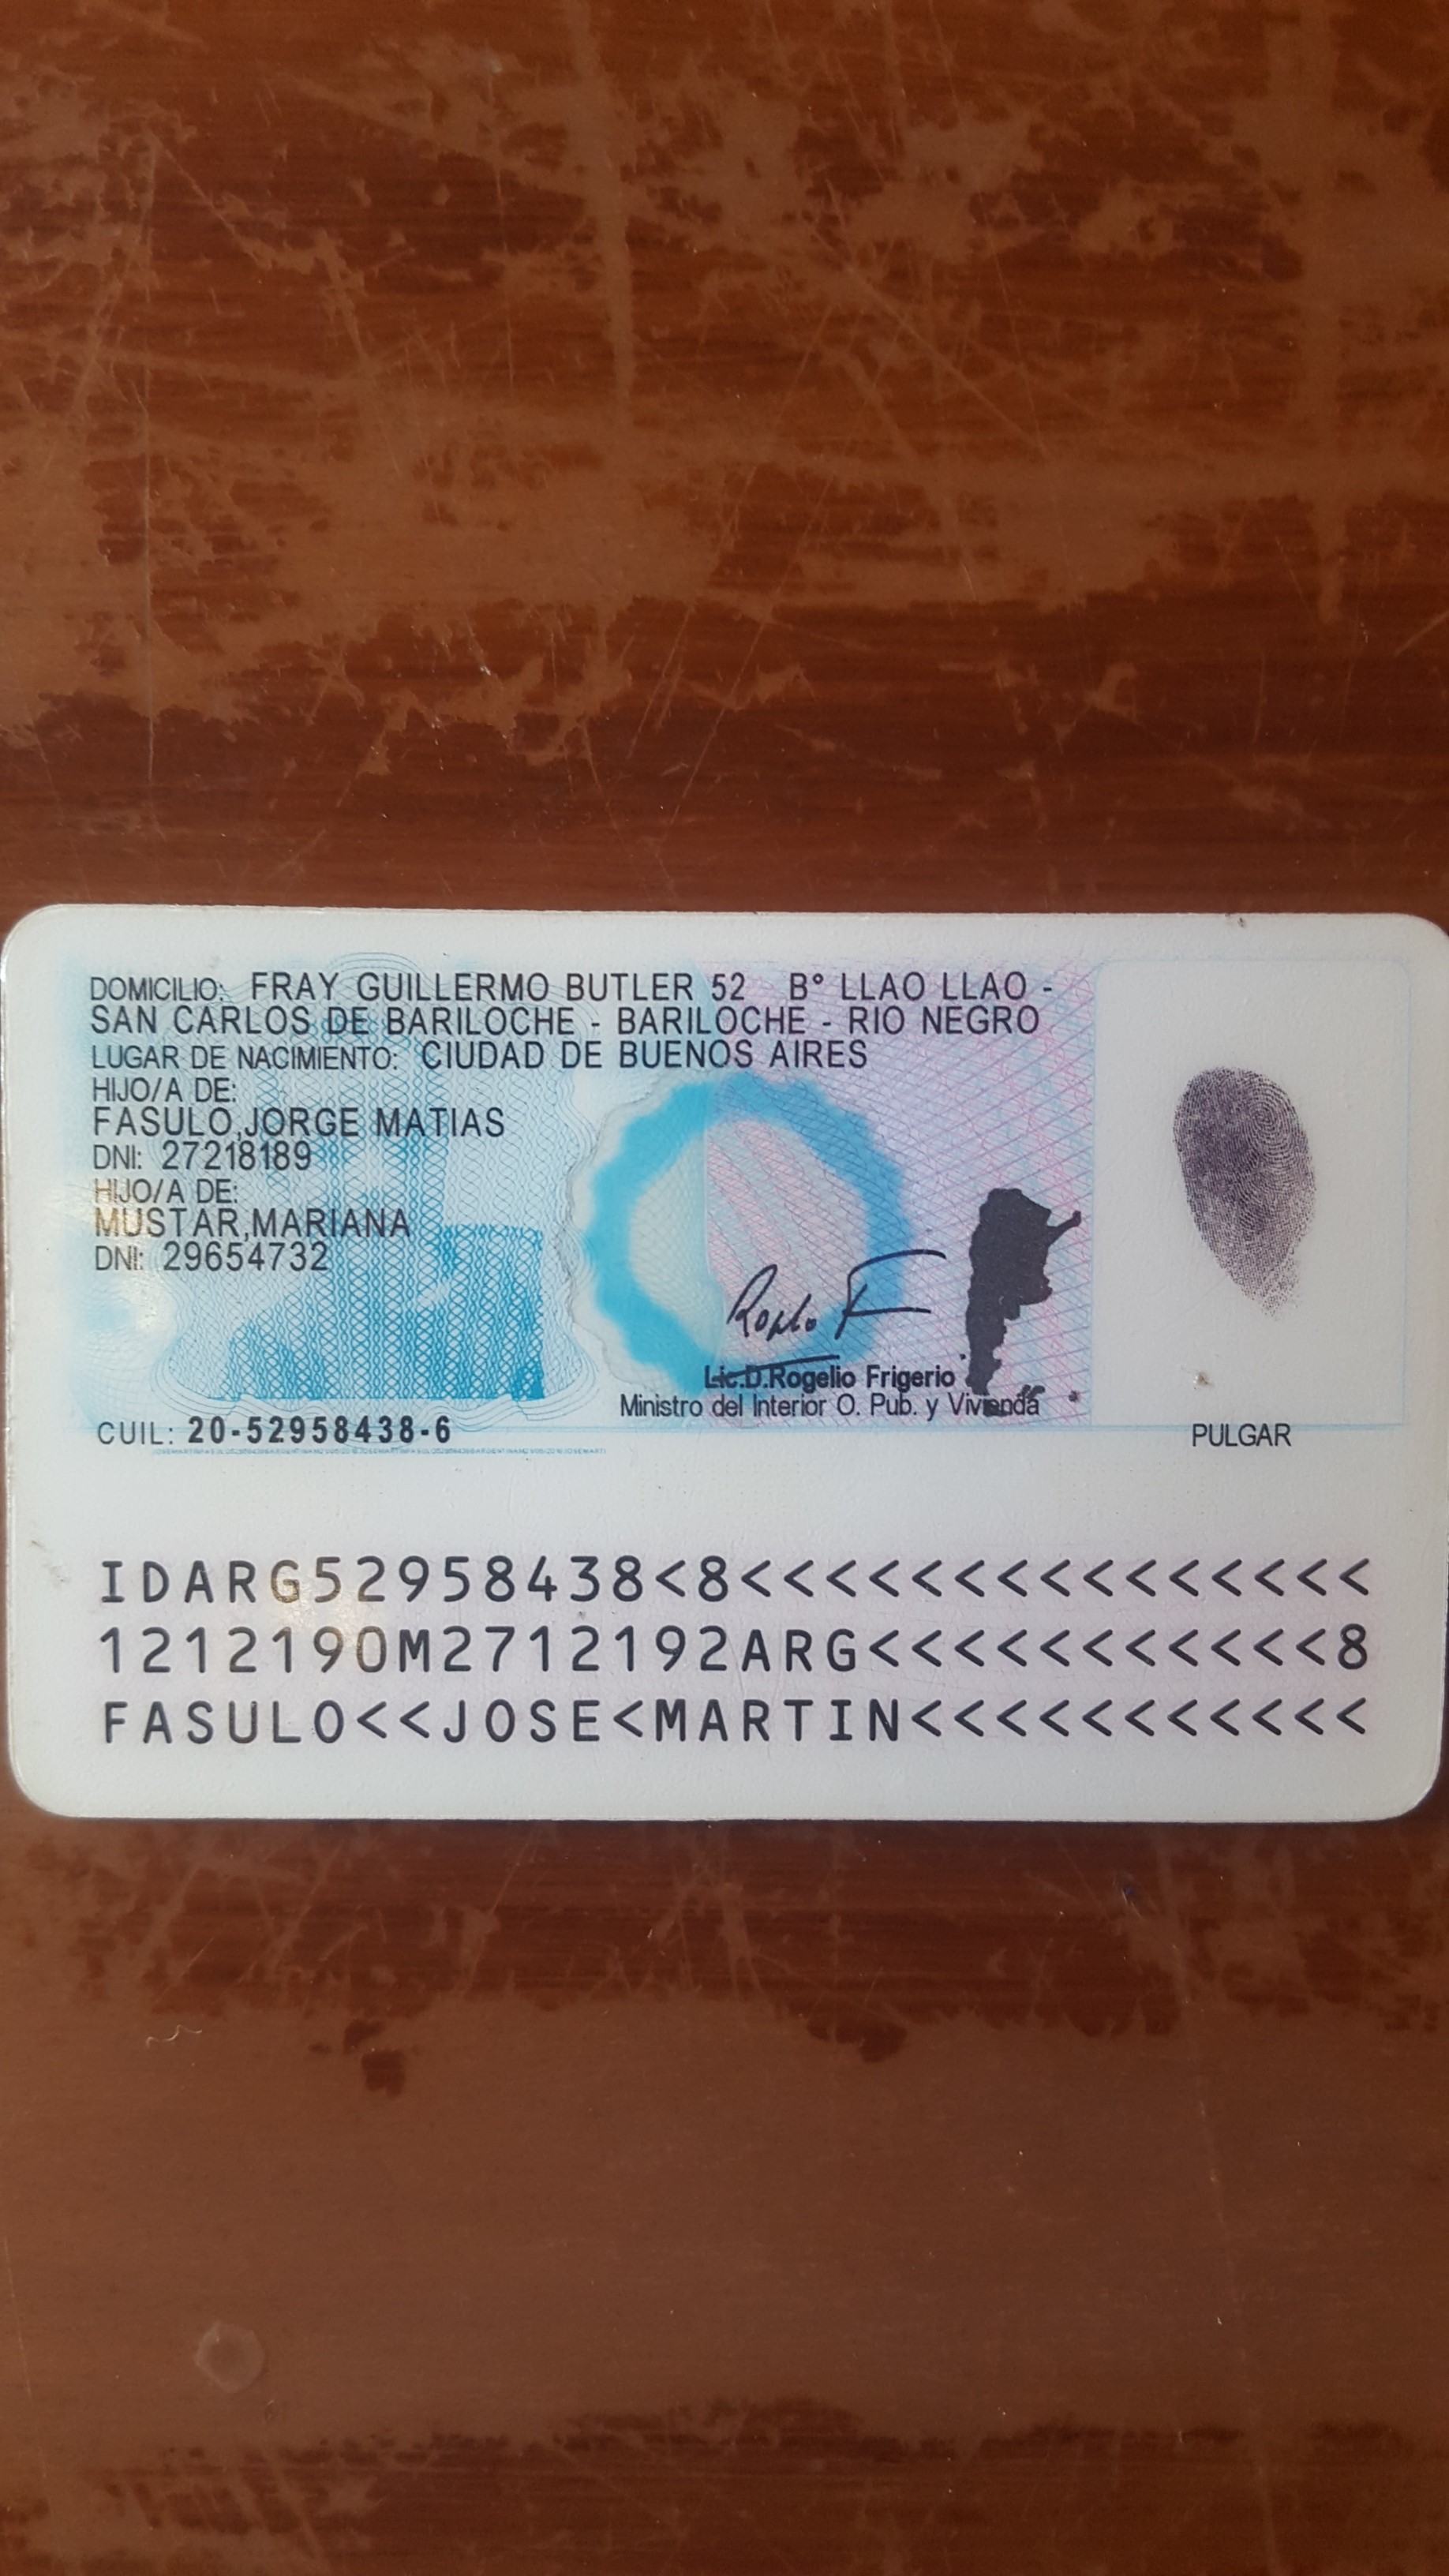 DOMICILIO: FRAY GUILLERMO BUTLER 52 B° LLAO LLAO -
SAN CARLOS DE BARILOCHE - BARILOCHE - RIO NEGRO
LUGAR DE NACIMIENTO: CIUDAD DE BUENOS AIRES
HIJO/A DE:
FASULO,JORGE MATIAS
DNI: 27218189
HIJO/A DE:
MUSTAR,MARIANA
DNI: 29654732
Lic.D.Rogelio Frigerio
Ministro del Interior O. Pub. y Vivienda
CUIL: 20-52958438-6
PULGAR
IDARG52958438<8<<<<<<<<<<<<<<<
1212190M2712192ARG<<<<<<<<<<<8
FASULO<<JOSE<MARTIN<<<<<<<<<<<